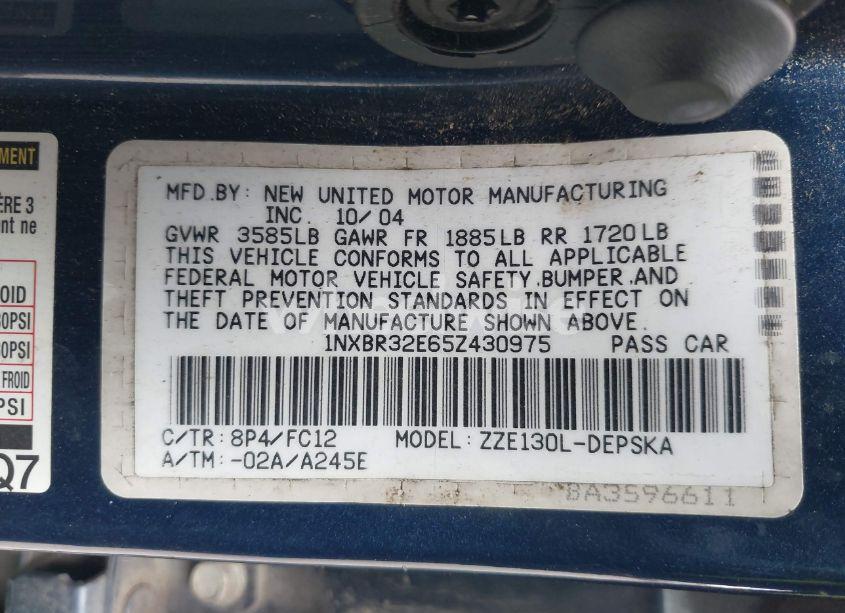 MENT
ÈRE 3
nt ne
OID
30PSI
30PSI
FROID
PSI
Q7
MFD.BY: NEW UNITED MOTOR MANUFACTURING
INC. 10/04
GVWR 3585LB GAWR FR 1885LB RR 1720LB
THIS VEHICLE CONFORMS TO ALL APPLICABLE
FEDERAL MOTOR VEHICLE SAFETY,BUMPER,AND
THEFT PREVENTION STANDARDS IN EFFECT ON
THE DATE OF MANUFACTURE SHOWN ABOVE.
1NXBR32E65Z430975 PASS CAR
C/TR: 8P4/FC12 MODEL: ZZE130L-DEPSKA
A/TM: -02A/A245E
BA3596611